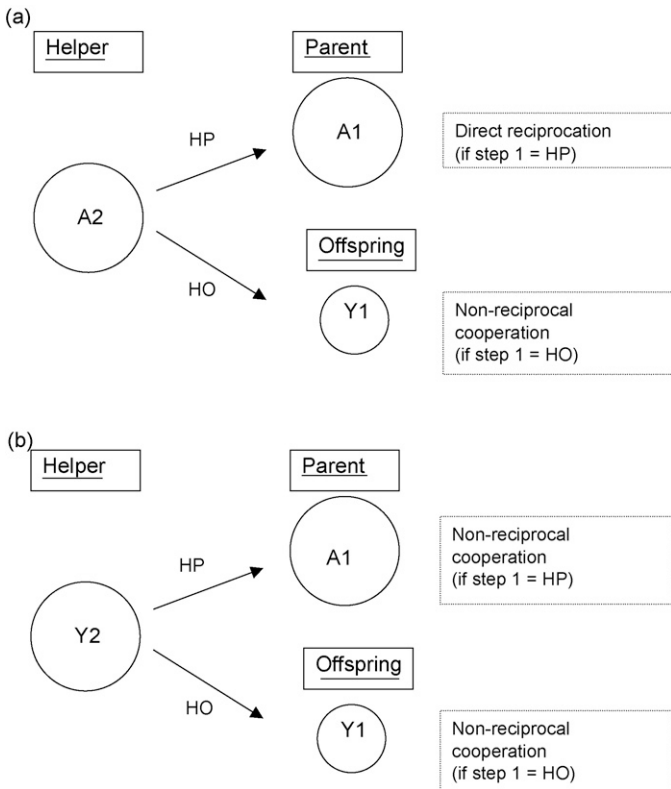 (a)
Helper
Parent
A1
HP
Direct reciprocation
(if step 1 = HP)
A2
Offspring
HO
Y1
Non-reciprocal
cooperation
(if step 1 = HO)
(b)
Helper
Parent
A1
HP
Non-reciprocal
cooperation
(if step 1 = HP)
Y2
Offspring
HO
Y1
Non-reciprocal
cooperation
(if step 1 = HO)